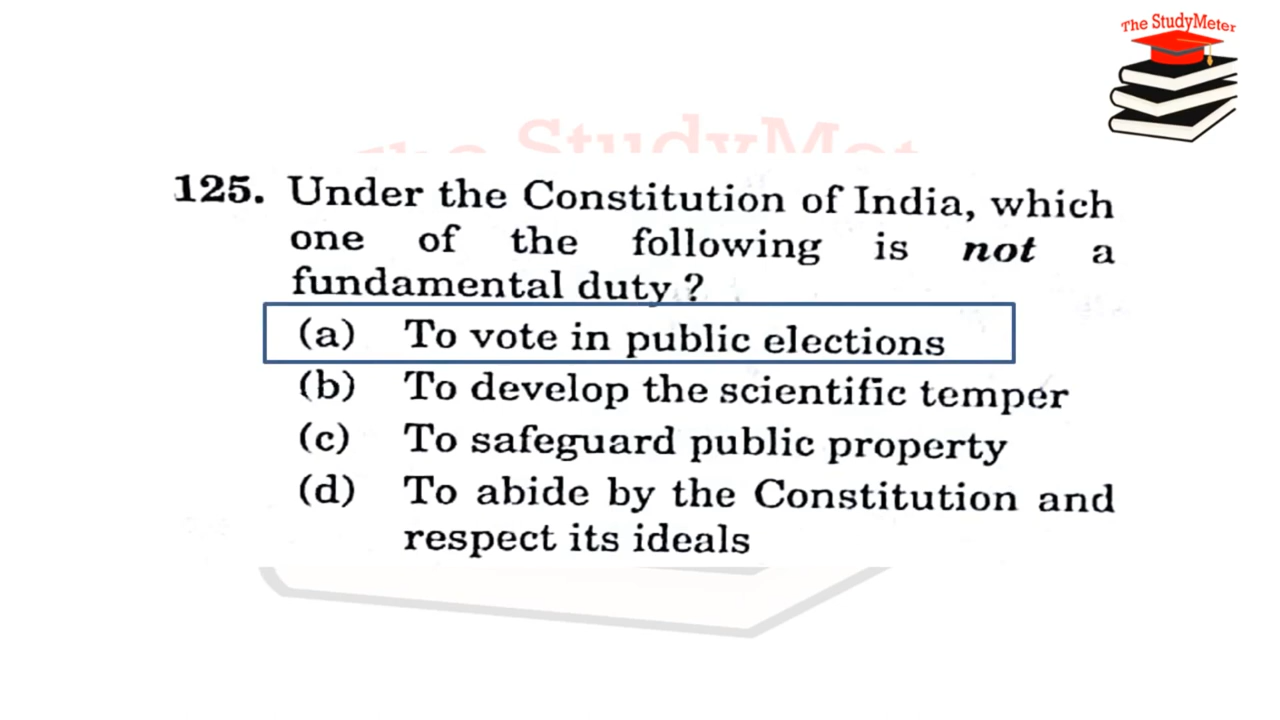 The StudyMeter
The StudyMeter
125. Under the Constitution of India, which
one of the following is not a
fundamental duty ?
(a) To vote in public elections
(b) To develop the scientific temper
(c) To safeguard public property
(d) To abide by the Constitution and
respect its ideals